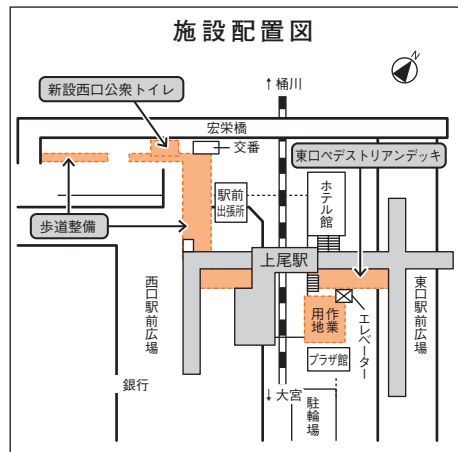 施設配置図
N
新設西口公衆トイレ
↑桶川
宏栄橋
交番
東口ペデストリアンデッキ
駅前
出張所
ホテル館
歩道整備
上尾駅
西口駅前広場
東口駅前広場
作業
用地
エレベーター
プラザ館
銀行
↓大宮
駐輪場